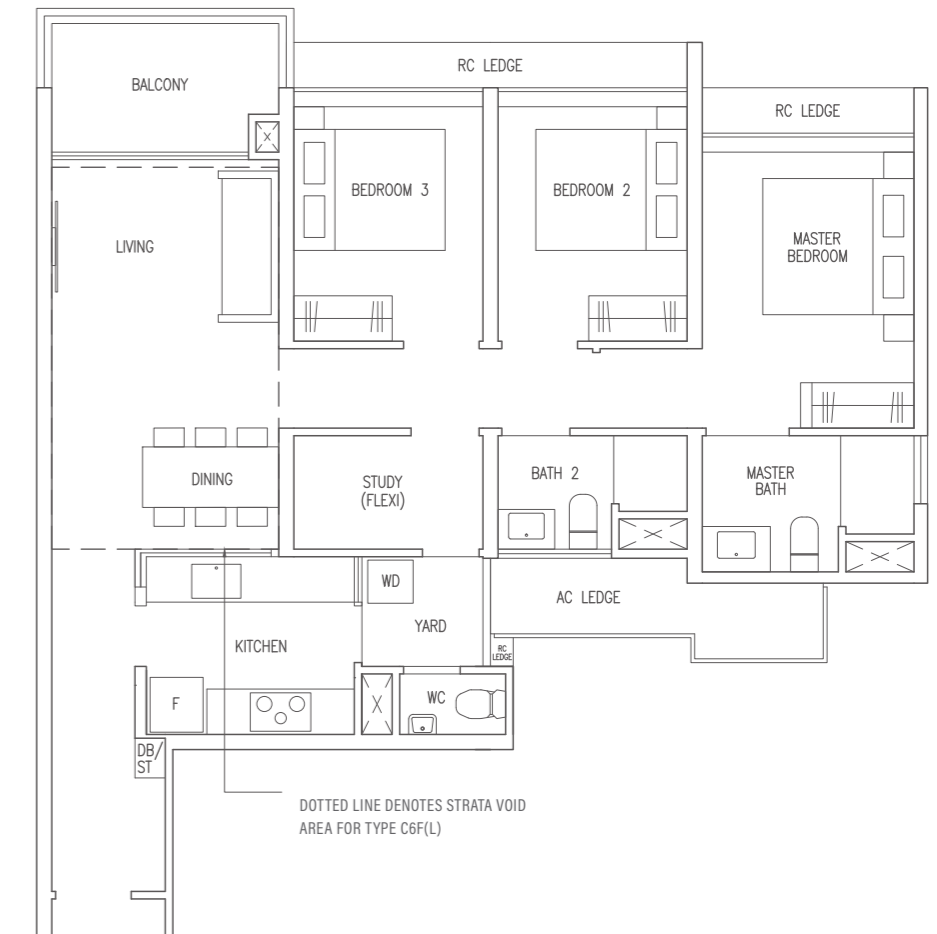 RC LEDGE
BALCONY
RC LEDGE
BEDROOM 3
BEDROOM 2
LIVING
MASTER
BEDROOM
DINING
STUDY
(FLEXI)
BATH 2
MASTER
BATH
WD
AC LEDGE
YARD
KITCHEN
RC
LEDGE
F
WC
DB/
ST
DOTTED LINE DENOTES STRATA VOID
AREA FOR TYPE C6F(L)